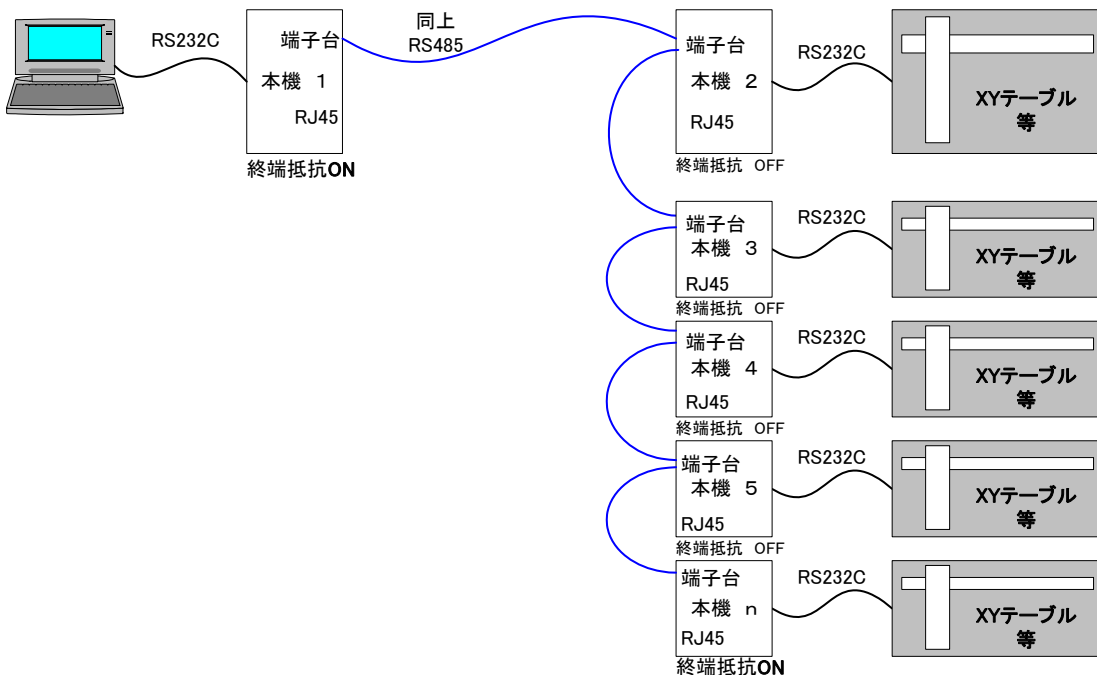 RS232C
端子台
本機 1
RJ45
終端抵抗ON
同上
RS485
端子台
本機 2
RJ45
終端抵抗 OFF
RS232C
XYテーブル
等
端子台
本機 3
RJ45
終端抵抗 OFF
RS232C
XYテーブル
等
端子台
本機 4
RJ45
終端抵抗 OFF
RS232C
XYテーブル
等
端子台
本機 5
RJ45
終端抵抗 OFF
RS232C
XYテーブル
等
端子台
本機 n
RJ45
終端抵抗ON
RS232C
XYテーブル
等